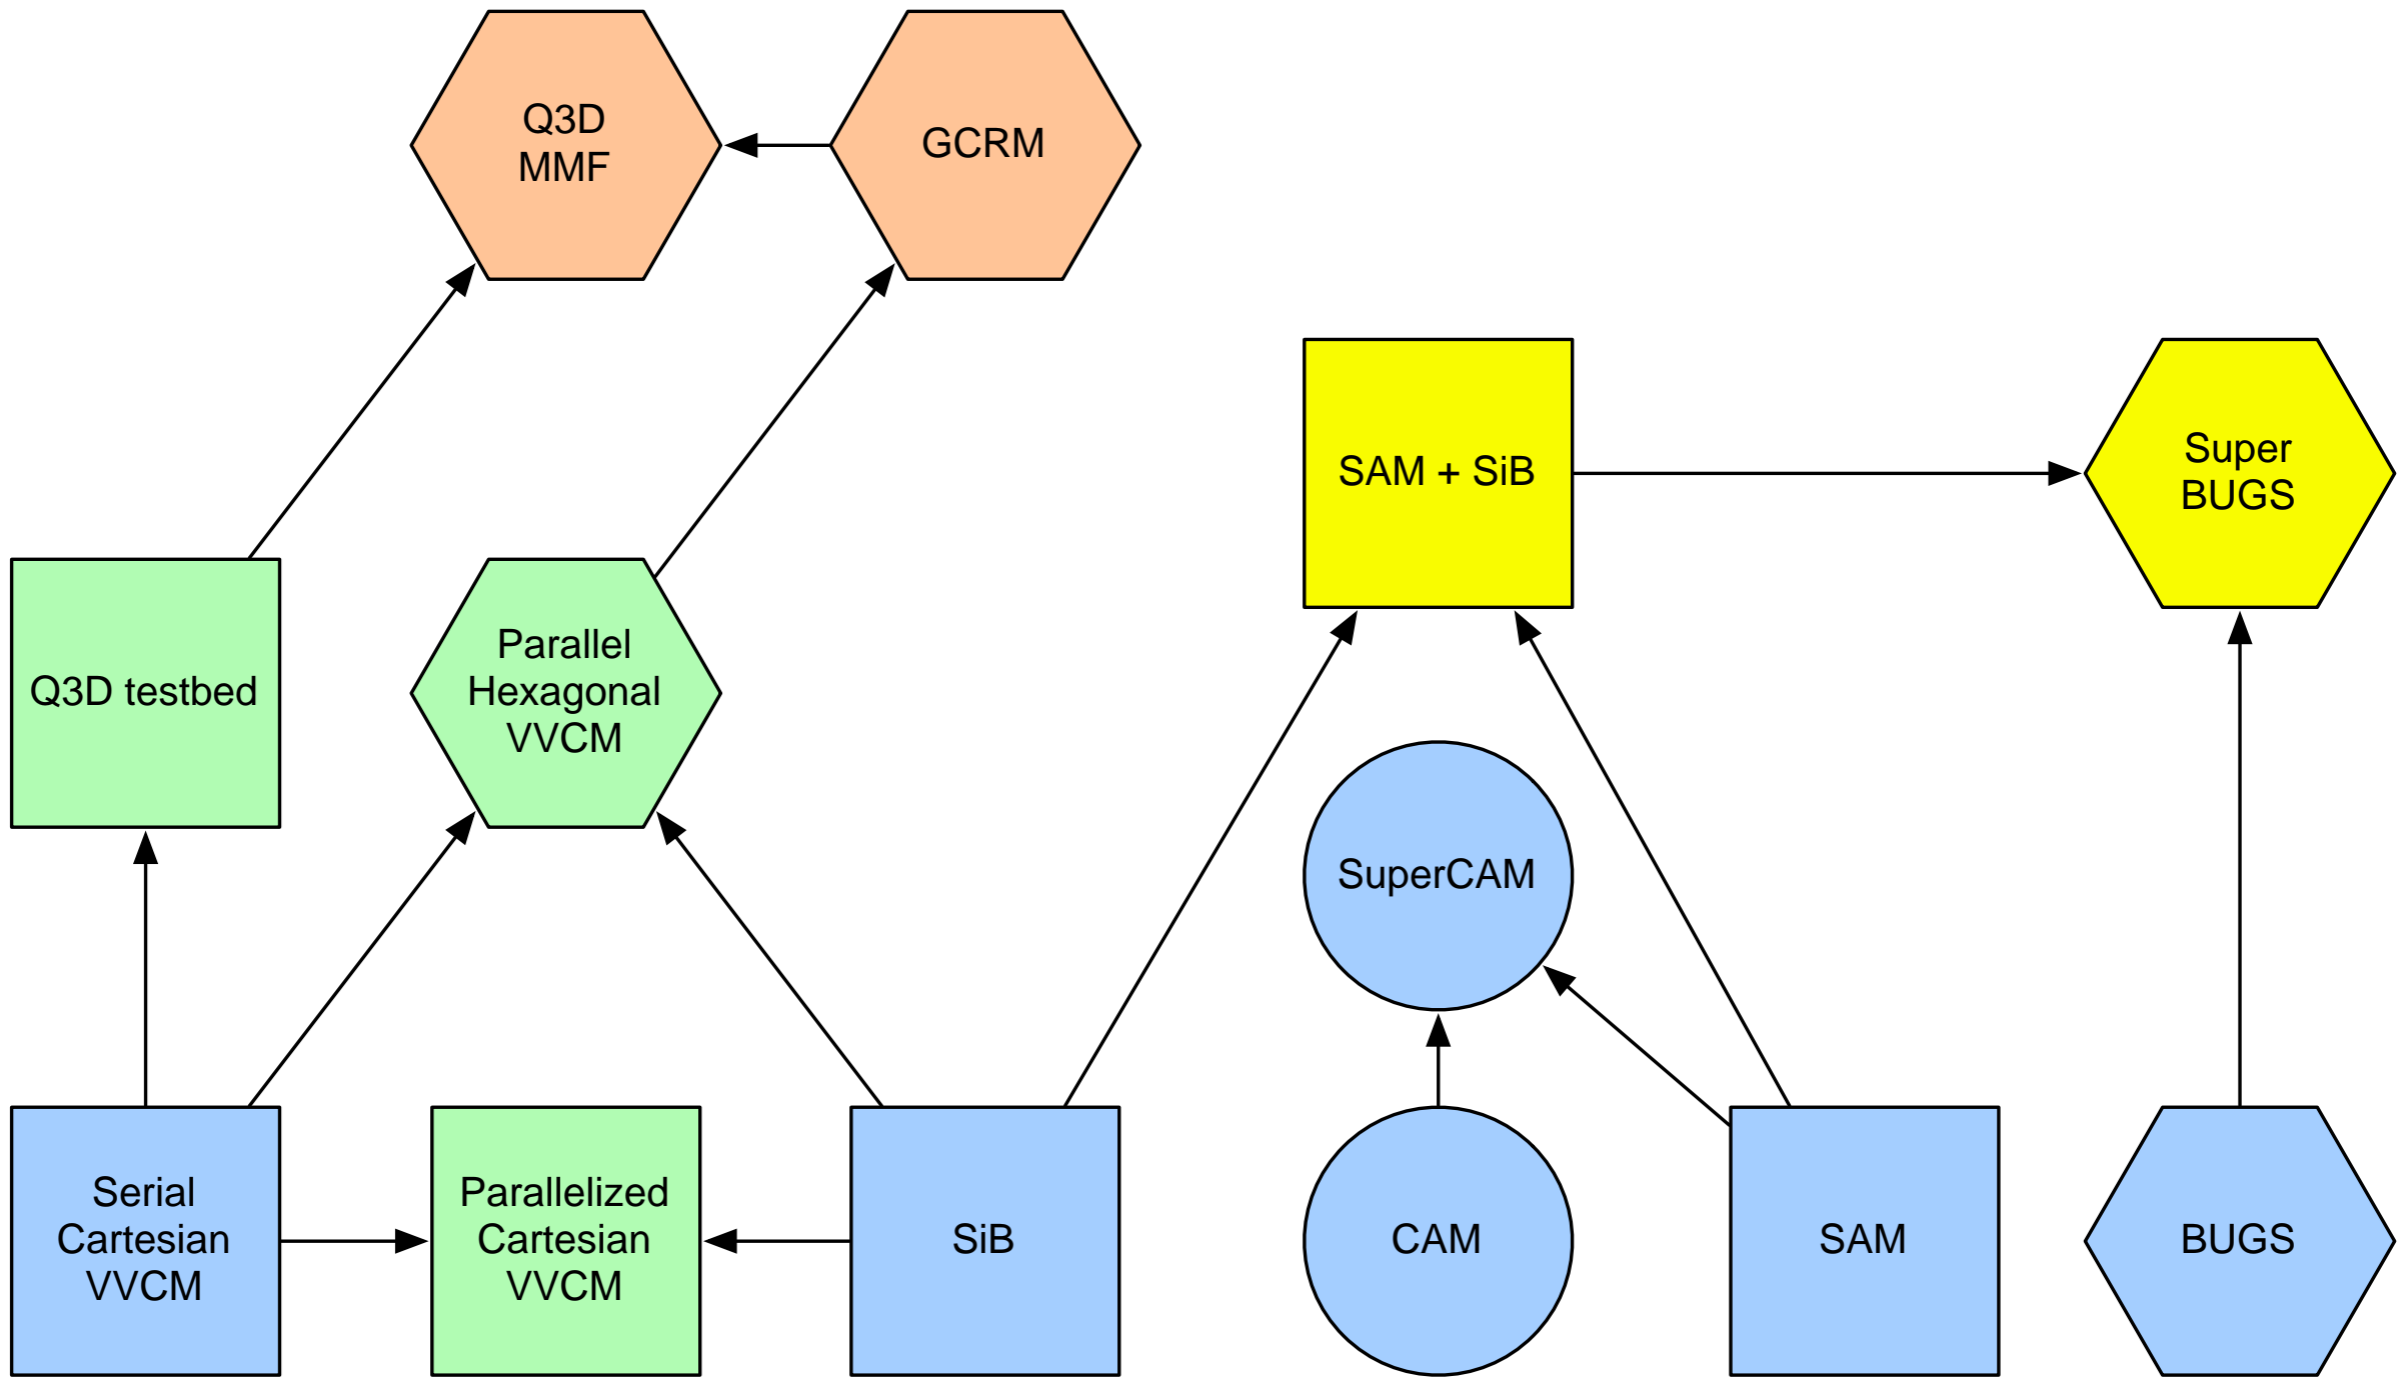 Q3D
MMF
GCRM
SAM + SiB
Super
BUGS
Q3D testbed
Parallel
Hexagonal
VVCM
SuperCAM
Serial
Cartesian
VVCM
Parallelized
Cartesian
VVCM
SiB
CAM
SAM
BUGS